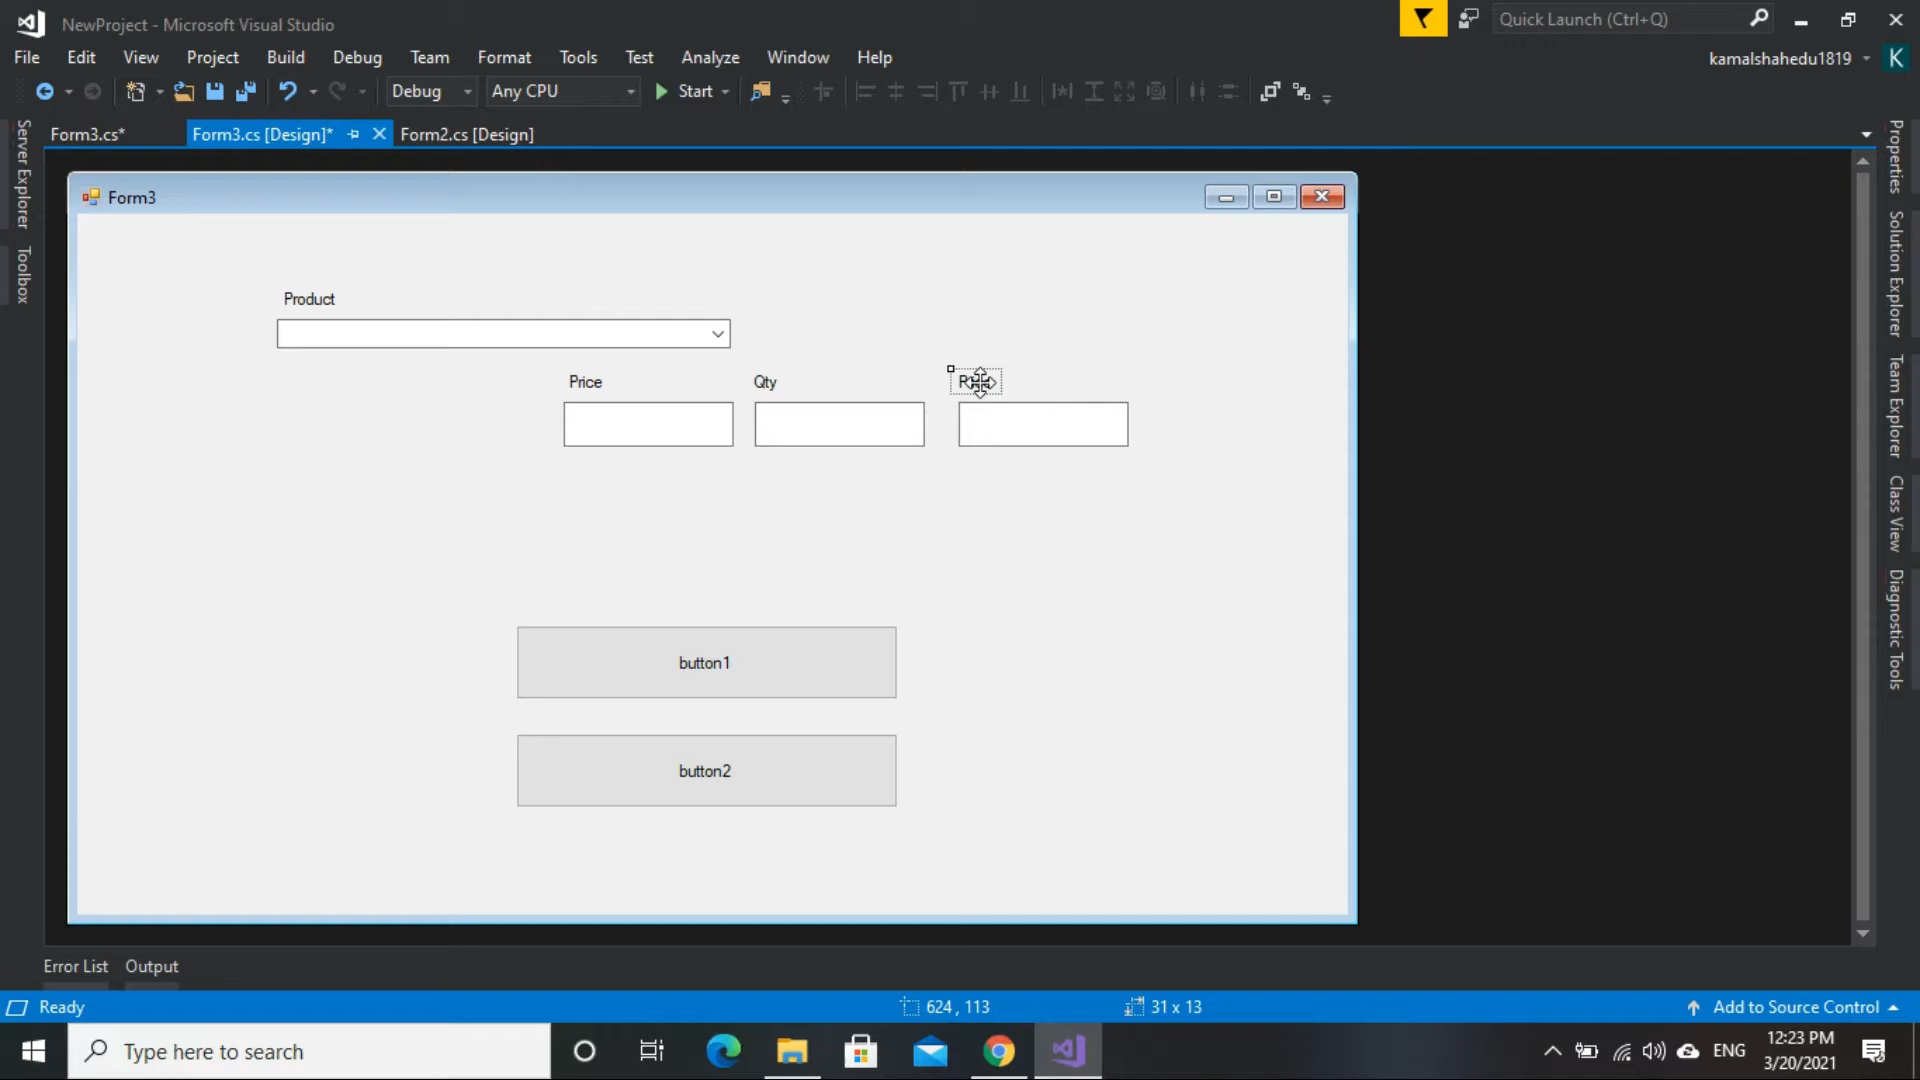 NewProject - Microsoft Visual Studio
Quick Launch (Ctrl+Q)
File Edit View Project Build Debug Team Format Tools Test Analyze Window Help
kamalshahedu1819
K
Debug Any CPU Start
Form3.cs* Form3.cs [Design]* Form2.cs [Design]
Server Explorer
Toolbox
Form3
Product
Price Qty
button1
button2
Properties
Solution Explorer
Team Explorer
Class View
Diagnostic Tools
Error List Output
Ready 624 , 113 31 x 13 Add to Source Control
Type here to search
ENG
12:23 PM
3/20/2021